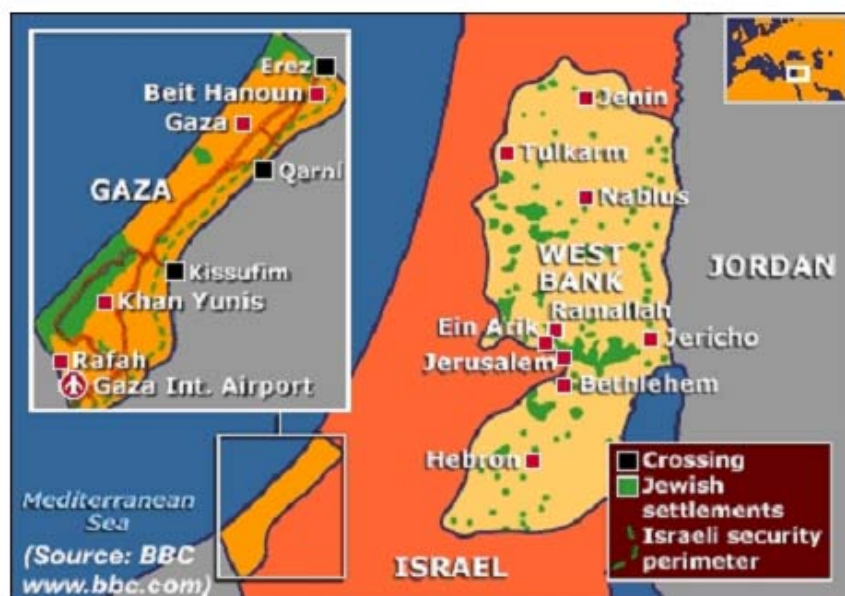 Erez
Beit Hanoun
Gaza
Qarni
GAZA
Kissufim
Khan Yunis
Rafah
Gaza Int. Airport
Jenin
Tulkarm
Nablus
WEST
BANK
JORDAN
Ramallah
Ein Arik
Jericho
Jerusalem
Bethlehem
Hebron
Mediterranean
Sea
(Source: BBC
www.bbc.com)
ISRAEL
Crossing
Jewish
settlements
Israeli security
perimeter